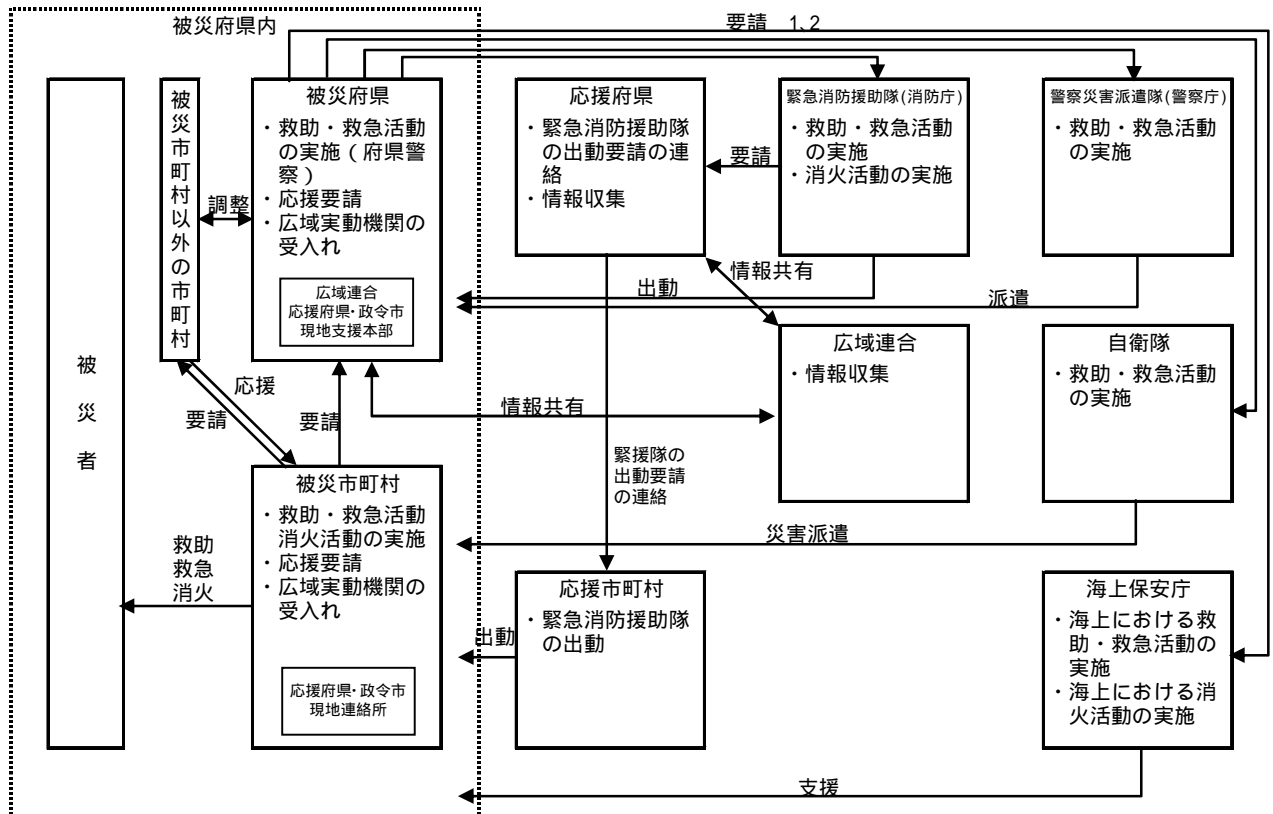 被災府県内
要請 1、2
被災者
被災市町村以外の市町村
調整
被災府県
・救助・救急活動
の実施（府県警
察）
・応援要請
・広域実動機関の
受入れ
広域連合
応援府県・政令市
現地支援本部
応援府県
・緊急消防援助隊
の出動要請の連
絡
・情報収集
要請
緊急消防援助隊(消防庁)
・救助・救急活動
の実施
・消火活動の実施
警察災害派遣隊(警察庁)
・救助・救急活動
の実施
情報共有
出動
派遣
広域連合
・情報収集
自衛隊
・救助・救急活動
の実施
応援
要請
要請
情報共有
緊援隊の
出動要請
の連絡
被災市町村
・救助・救急活動
消火活動の実施
・応援要請
・広域実動機関の
受入れ
応援府県・政令市
現地連絡所
救助
救急
消火
災害派遣
応援市町村
・緊急消防援助隊
の出動
出動
海上保安庁
・海上における救
助・救急活動の
実施
・海上における消
火活動の実施
支援